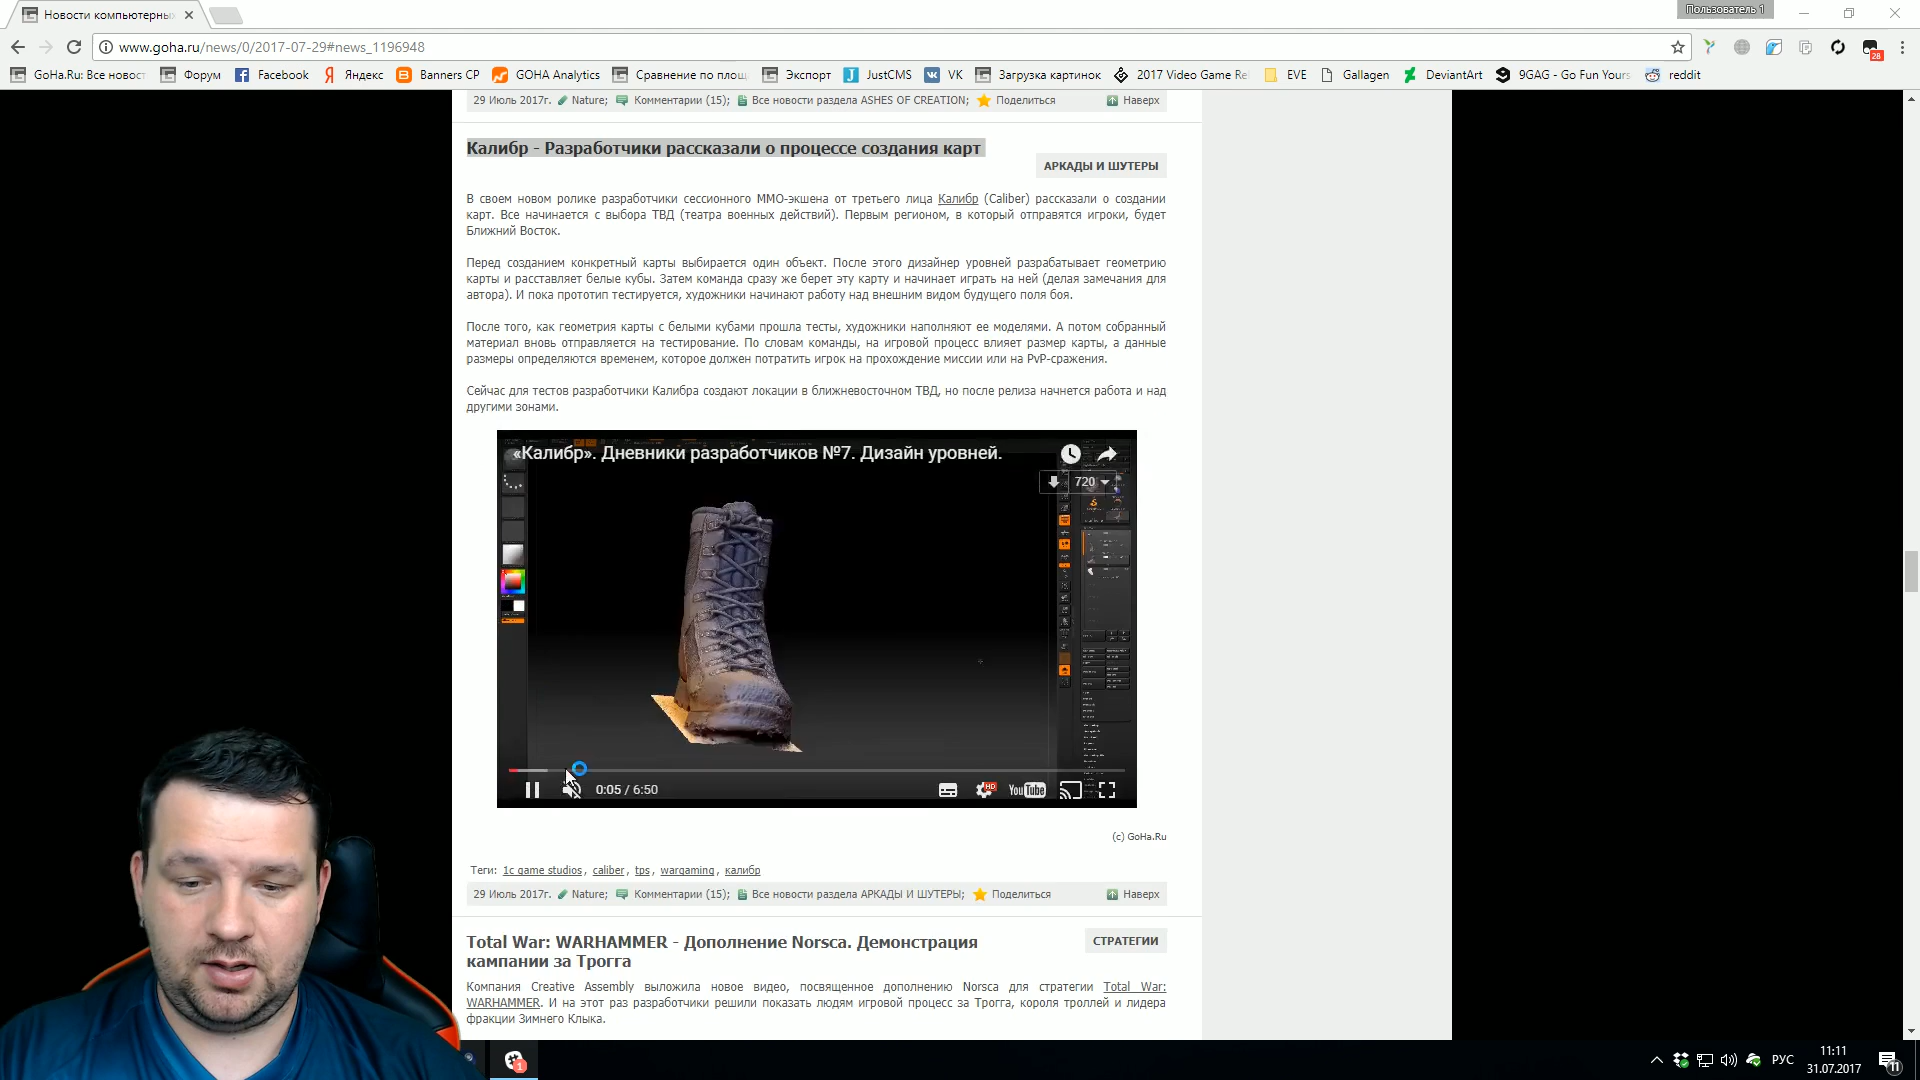 Новости компьютерных
Пользователь 1
www.goha.ru/news/0/2017-07-29#news_1196948
28
GoHa.Ru: Все новост
Форум
Facebook
Яндекс
Banners CP
GOHA Analytics
Сравнение по площ
Экспорт
JustCMS
VK
Загрузка картинок
2017 Video Game Rel
EVE
Gallagen
DeviantArt
9GAG - Go Fun Yours
reddit
29 Июль 2017г. Nature; Комментарии (15); Все новости раздела ASHES OF CREATION; Поделиться Наверх
Калибр - Разработчики рассказали о процессе создания карт
АРКАДЫ И ШУТЕРЫ
В своем новом ролике разработчики сессионного ММО-экшена от третьего лица Калибр (Caliber) рассказали о создании
карт. Все начинается с выбора ТВД (театра военных действий). Первым регионом, в который отправятся игроки, будет
Ближний Восток.
Перед созданием конкретный карты выбирается один объект. После этого дизайнер уровней разрабатывает геометрию
карты и расставляет белые кубы. Затем команда сразу же берет эту карту и начинает играть на ней (делая замечания для
автора). И пока прототип тестируется, художники начинают работу над внешним видом будущего поля боя.
После того, как геометрия карты с белыми кубами прошла тесты, художники наполняют ее моделями. А потом собранный
материал вновь отправляется на тестирование. По словам команды, на игровой процесс влияет размер карты, а данные
размеры определяются временем, которое должен потратить игрок на прохождение миссии или на PvP-сражения.
Сейчас для тестов разработчики Калибра создают локации в ближневосточном ТВД, но после релиза начнется работа и над
другими зонами.
«Калибр». Дневники разработчиков №7. Дизайн уровней.
720
0:05 / 6:50
HD
YouTube
(c) GoHa.Ru
Теги: 1c game studios, caliber, tps, wargaming, калибр
29 Июль 2017г. Nature; Комментарии (15); Все новости раздела АРКАДЫ И ШУТЕРЫ; Поделиться Наверх
Total War: WARHAMMER - Дополнение Norsca. Демонстрация
кампании за Трогга
СТРАТЕГИИ
Компания Creative Assembly выложила новое видео, посвященное дополнению Norsca для стратегии Total War:
WARHAMMER. И на этот раз разработчики решили показать людям игровой процесс за Трогга, короля троллей и лидера
фракции Зимнего Клыка.
1
РУС
11:11
31.07.2017
11